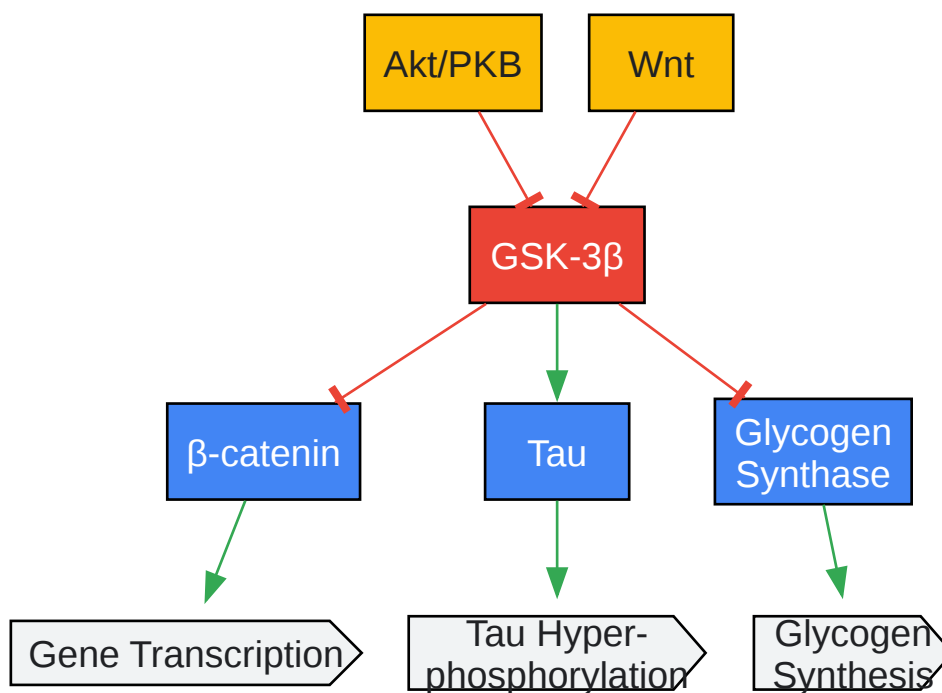 Akt/PKB
Wnt
GSK-3β
β-catenin
Tau
Glycogen
Synthase
Gene Transcription
Tau Hyper-
phosphorylation
Glycogen
Synthesis